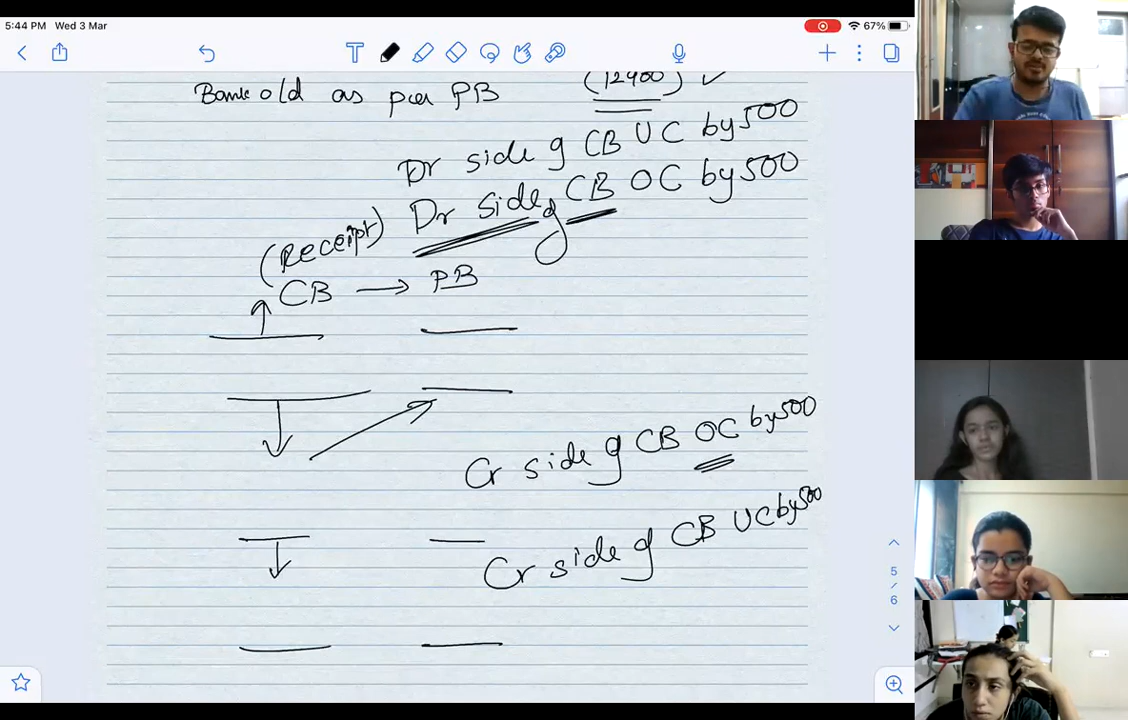 5:44 PM Wed 3 Mar
67%
T
(12900)
Bank old as per PB
Dr side of CB UC by 500
Dr side of CB OC by 500
(Receipt)
CB → PB
Cr side of CB OC by 500
Cr side of CB UC by 500
5
/
6